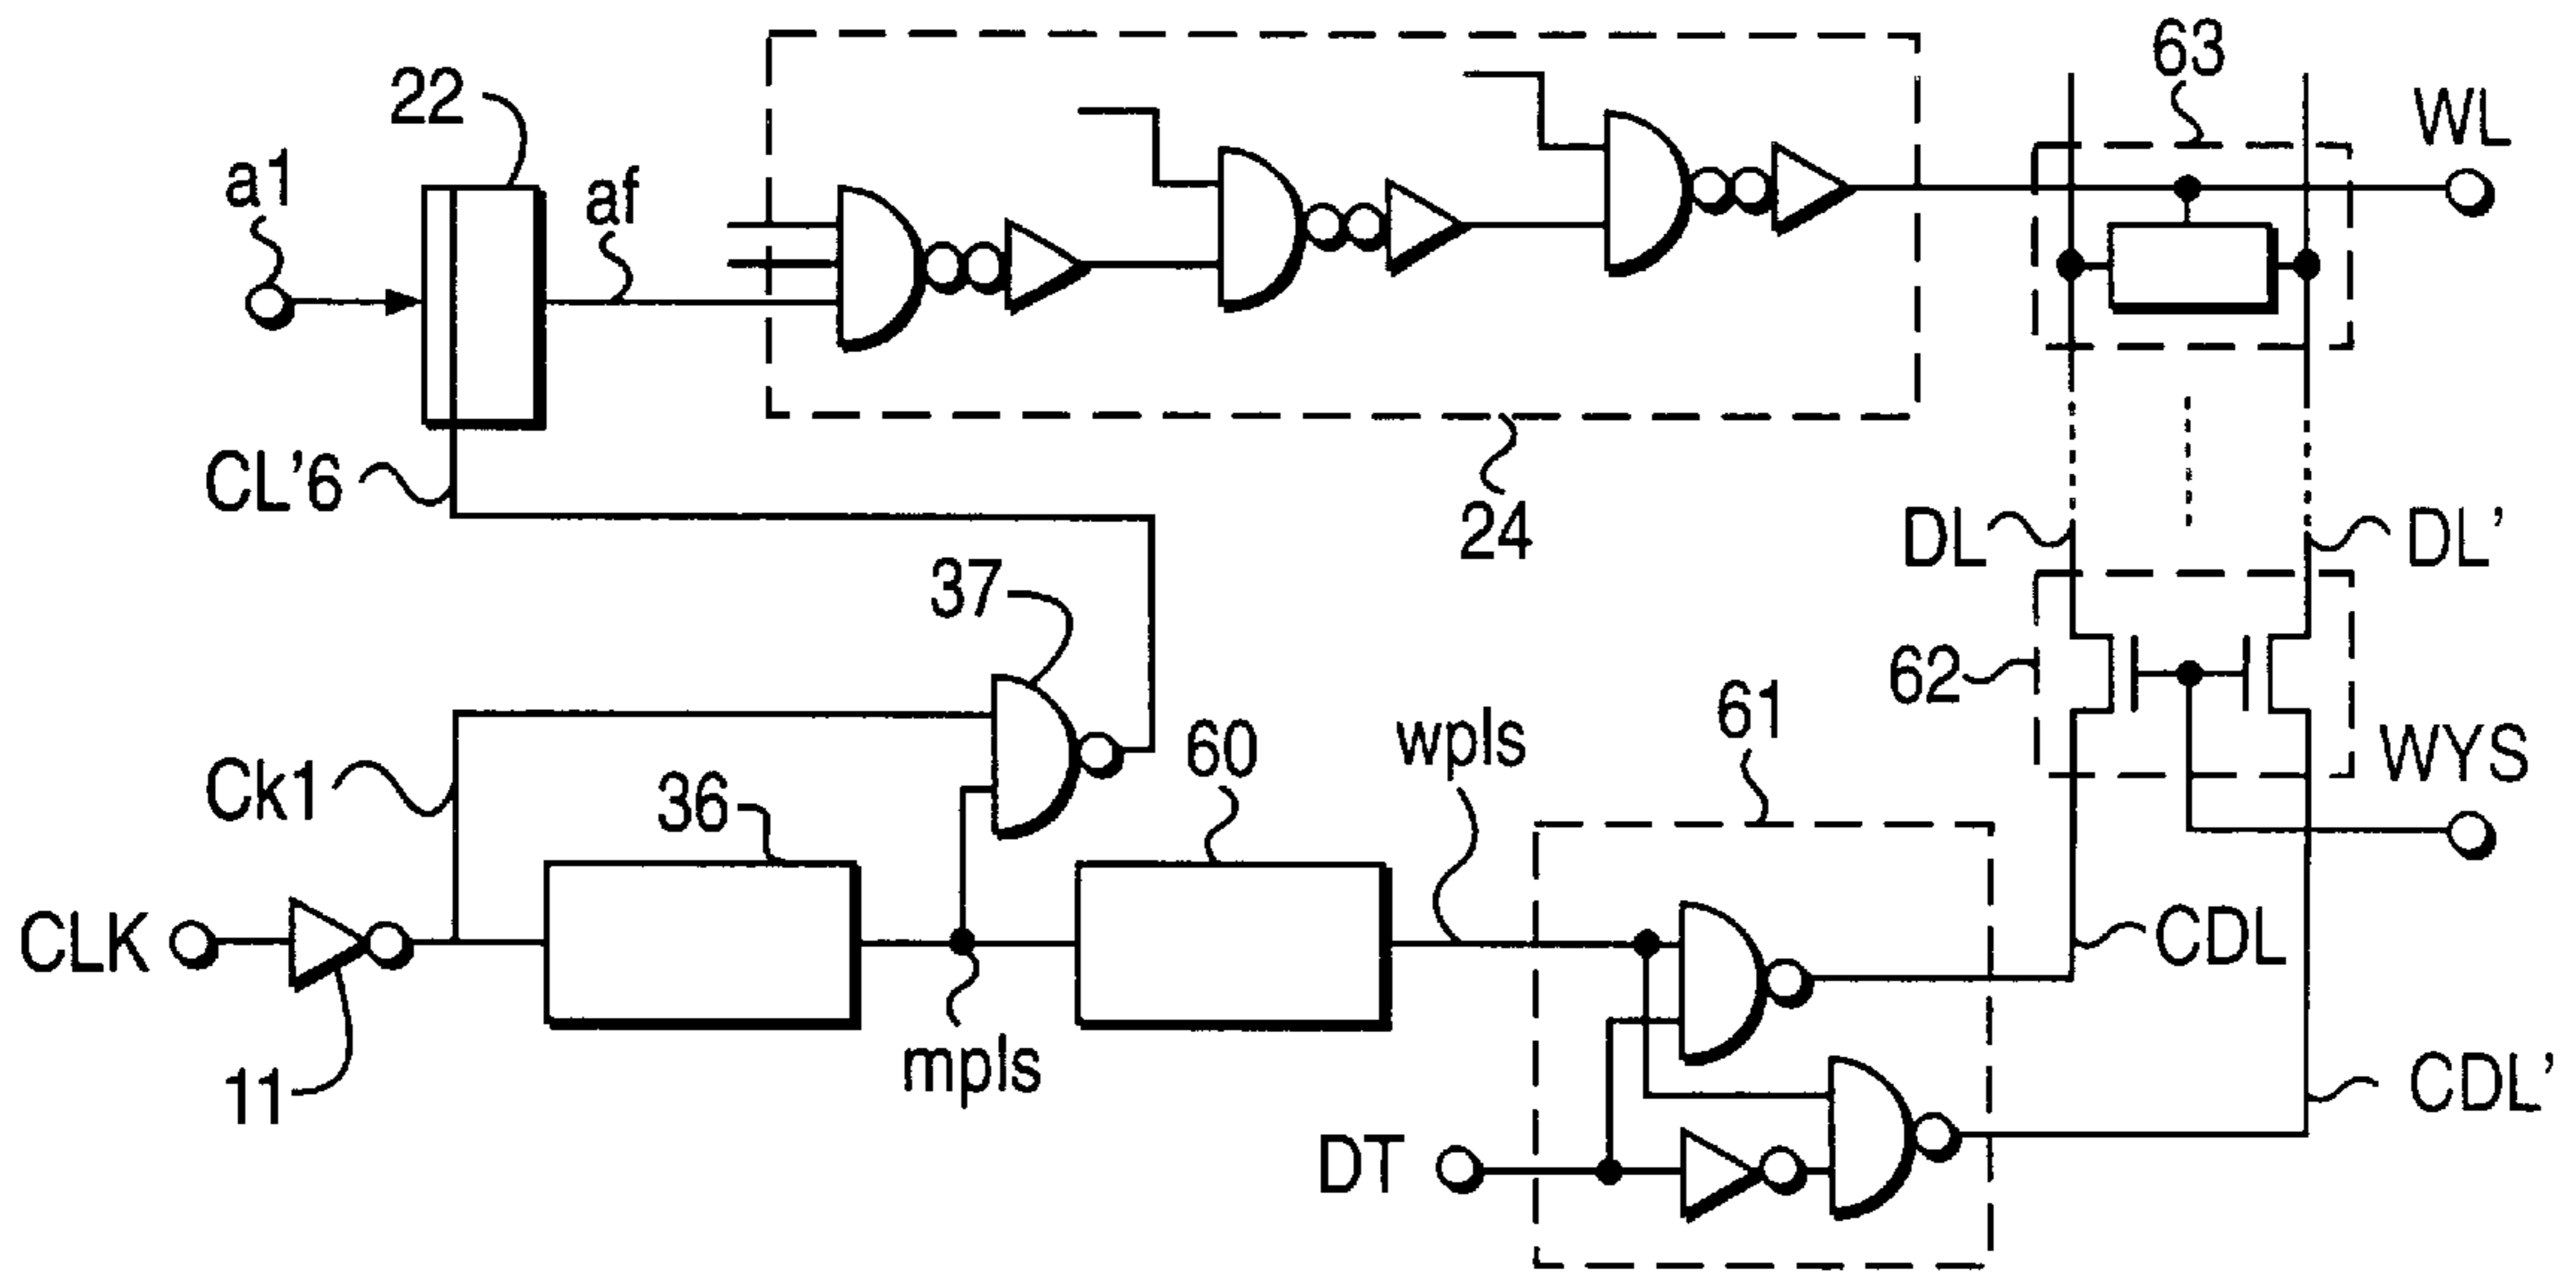 63
22
WL
a1
af
CL'6
24
DL
DL'
37
62
61
wpls
WYS
60
Ck1
36
CLK
CDL
mpls
11
CDL'
DT